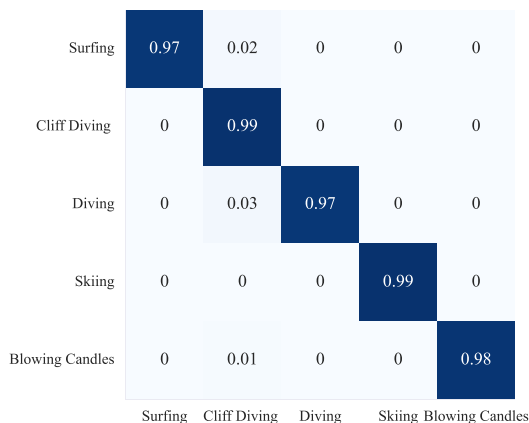 Surfing 0.97 0.02 0 0 0
Cliff Diving 0 0.99 0 0 0
Diving 0 0.03 0.97 0 0
Skiing 0 0 0 0.99 0
Blowing Candles 0 0.01 0 0 0.98
Surfing Cliff Diving Diving Skiing Blowing Candles